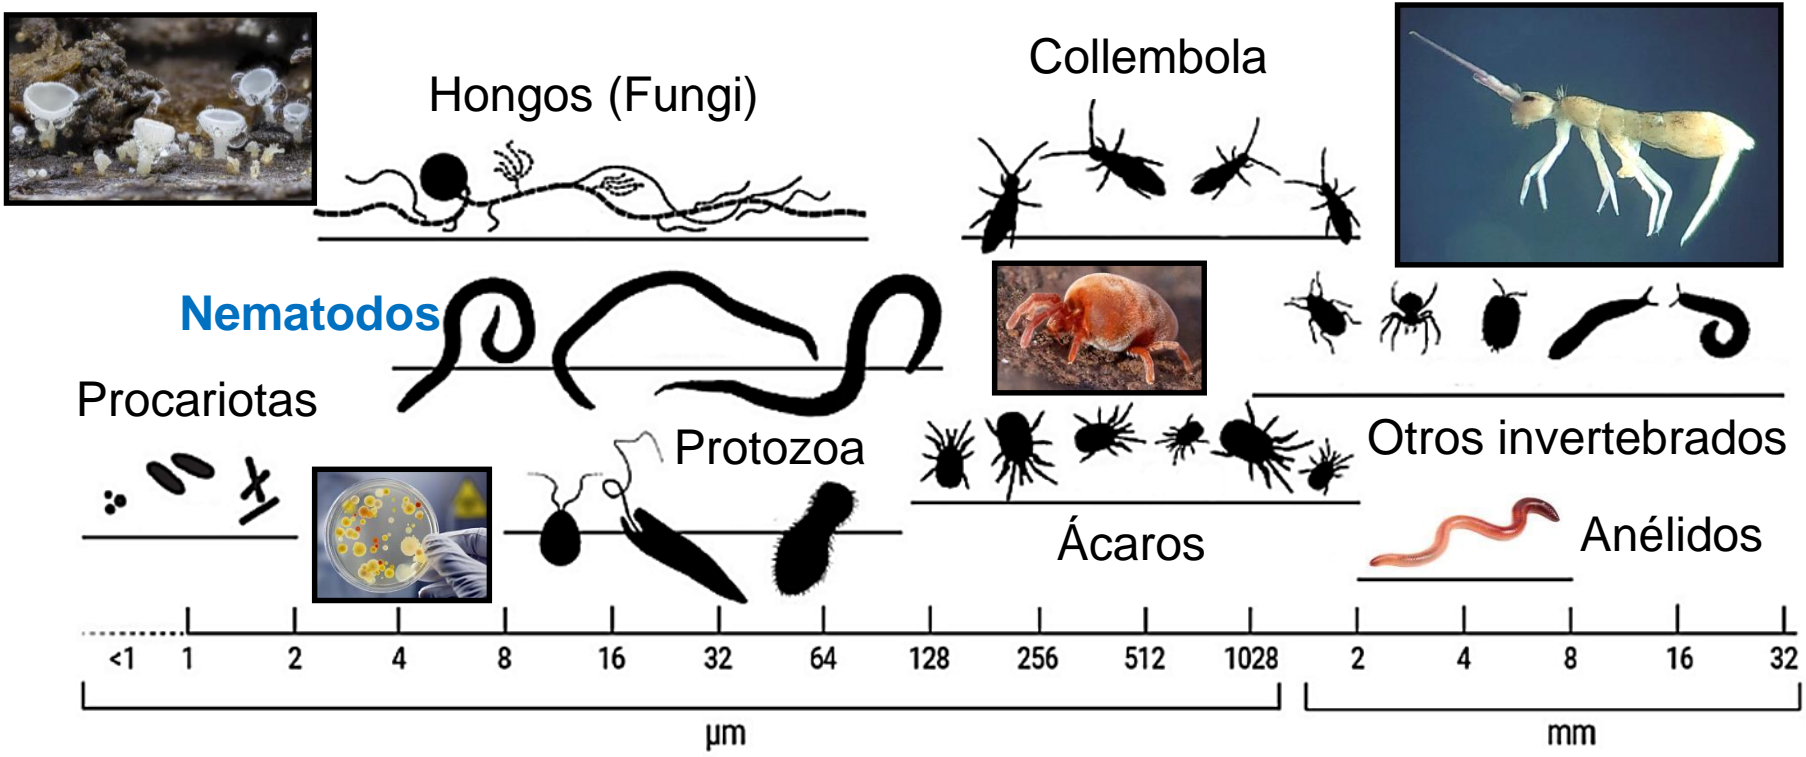 Collembola
Hongos (Fungi)
Nematodos
Procariotas
Protozoa
Otros invertebrados
Ácaros
Anélidos
<1 1 2 4 8 16 32 64 128 256 512 1028 2 4 8 16 32
µm mm